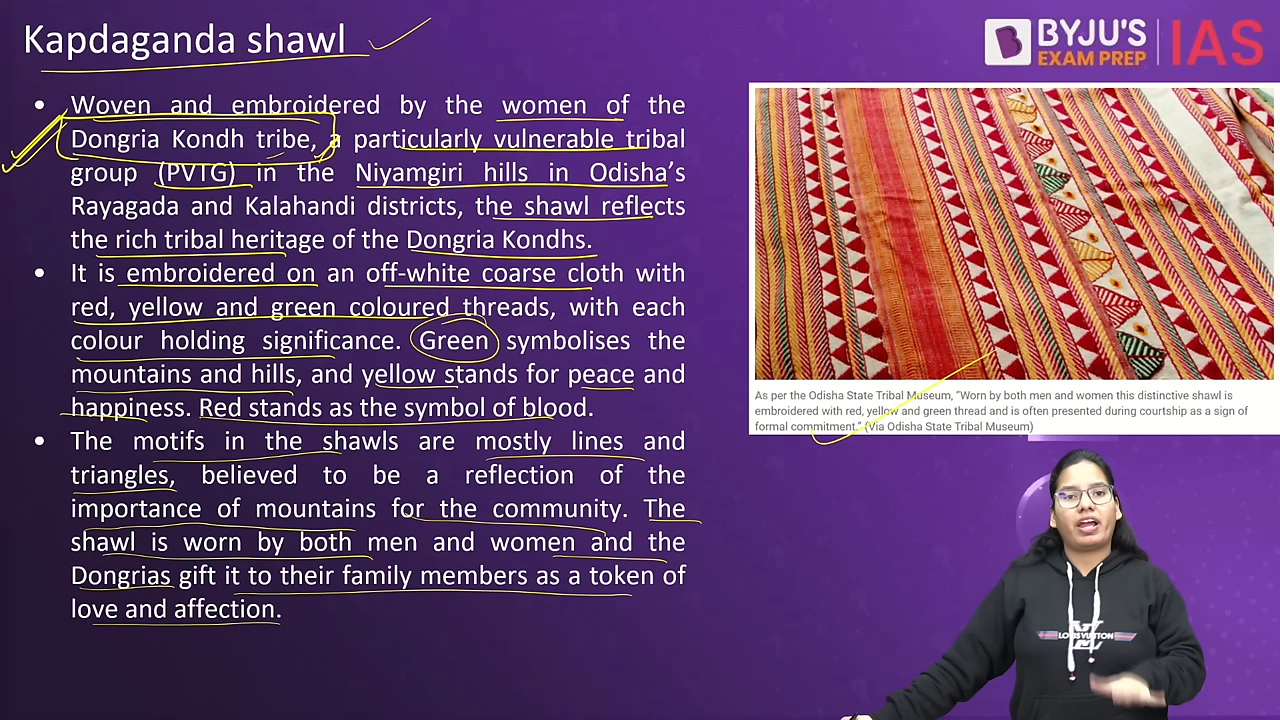 Kapdaganda shawl
BYJU'S
EXAM PREP
IAS
• Woven and embroidered by the women of the
Dongria Kondh tribe, a particularly vulnerable tribal
group (PVTG) in the Niyamgiri hills in Odisha's
Rayagada and Kalahandi districts, the shawl reflects
the rich tribal heritage of the Dongria Kondhs.
• It is embroidered on an off-white coarse cloth with
red, yellow and green coloured threads, with each
colour holding significance. Green symbolises the
mountains and hills, and yellow stands for peace and
happiness. Red stands as the symbol of blood.
• The motifs in the shawls are mostly lines and
triangles, believed to be a reflection of the
importance of mountains for the community. The
shawl is worn by both men and women and the
Dongrias gift it to their family members as a token of
love and affection.
As per the Odisha State Tribal Museum, "Worn by both men and women this distinctive shawl is
embroidered with red, yellow and green thread and is often presented during courtship as a sign of
formal commitment." (Via Odisha State Tribal Museum)